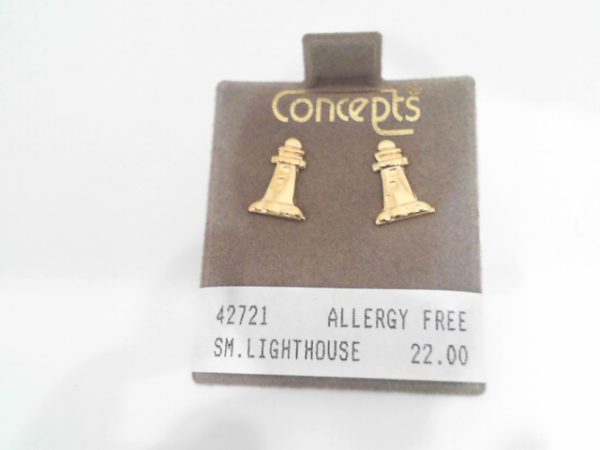 Concepts
42721 ALLERGY FREE
SM.LIGHTHOUSE 22.00